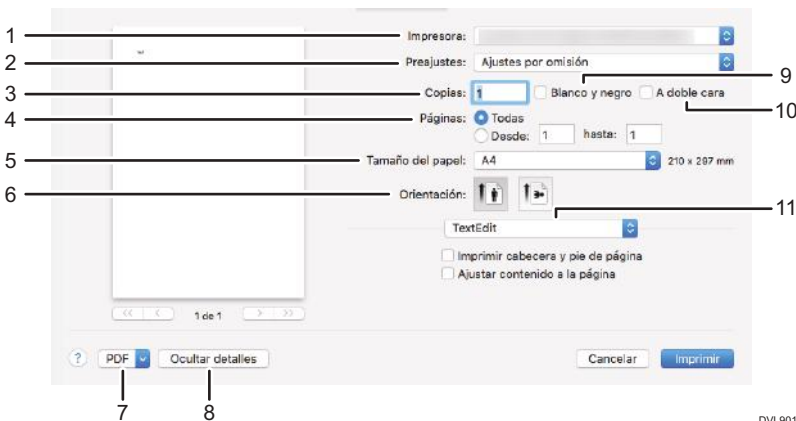 1 Impresora:
2 Preajustes: Ajustes por omisión
9
3 Copias: 1 Blanco y negro A doble cara
10
4 Páginas: Todas
Desde: 1 hasta: 1
5 Tamaño del papel: A4 210 x 297 mm
6 Orientación:
11
TextEdit
Imprimir cabecera y pie de página
Ajustar contenido a la página
1 de 1
? PDF Ocultar detalles Cancelar Imprimir
7 8
DVL901